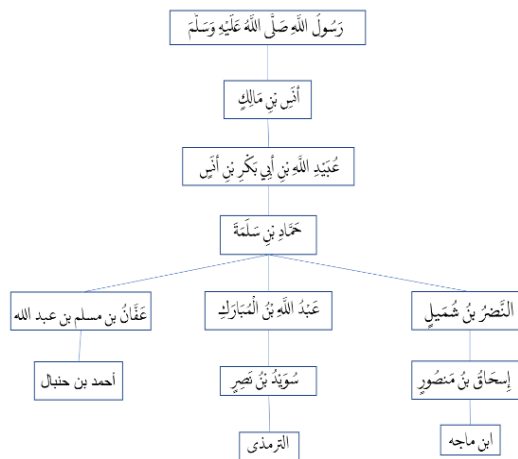 رَسُولَ اللَّهِ صَلَّى اللَّهُ عَلَيْهِ وَسَلَّمَ
أَنَسِ بْنِ مَالِكٍ
عُبَيْدِ اللَّهِ بْنِ أَبِي بَكْرِ بْنِ أَنَسٍ
حَمَّادِ بْنِ سَلَمَةَ
النَّضْرُ بْنُ شُمَيْلٍ
عَبْدُ اللَّهِ بْنُ الْمُبَارَكِ
عَفَّانُ بن مسلم بن عبد الله
إِسْحَاقُ بْنُ مَنْصُورٍ
سُوَيْدُ بْنُ نَصِرٍ
أحمد بن حنبال
ابن ماجه
الترمذى